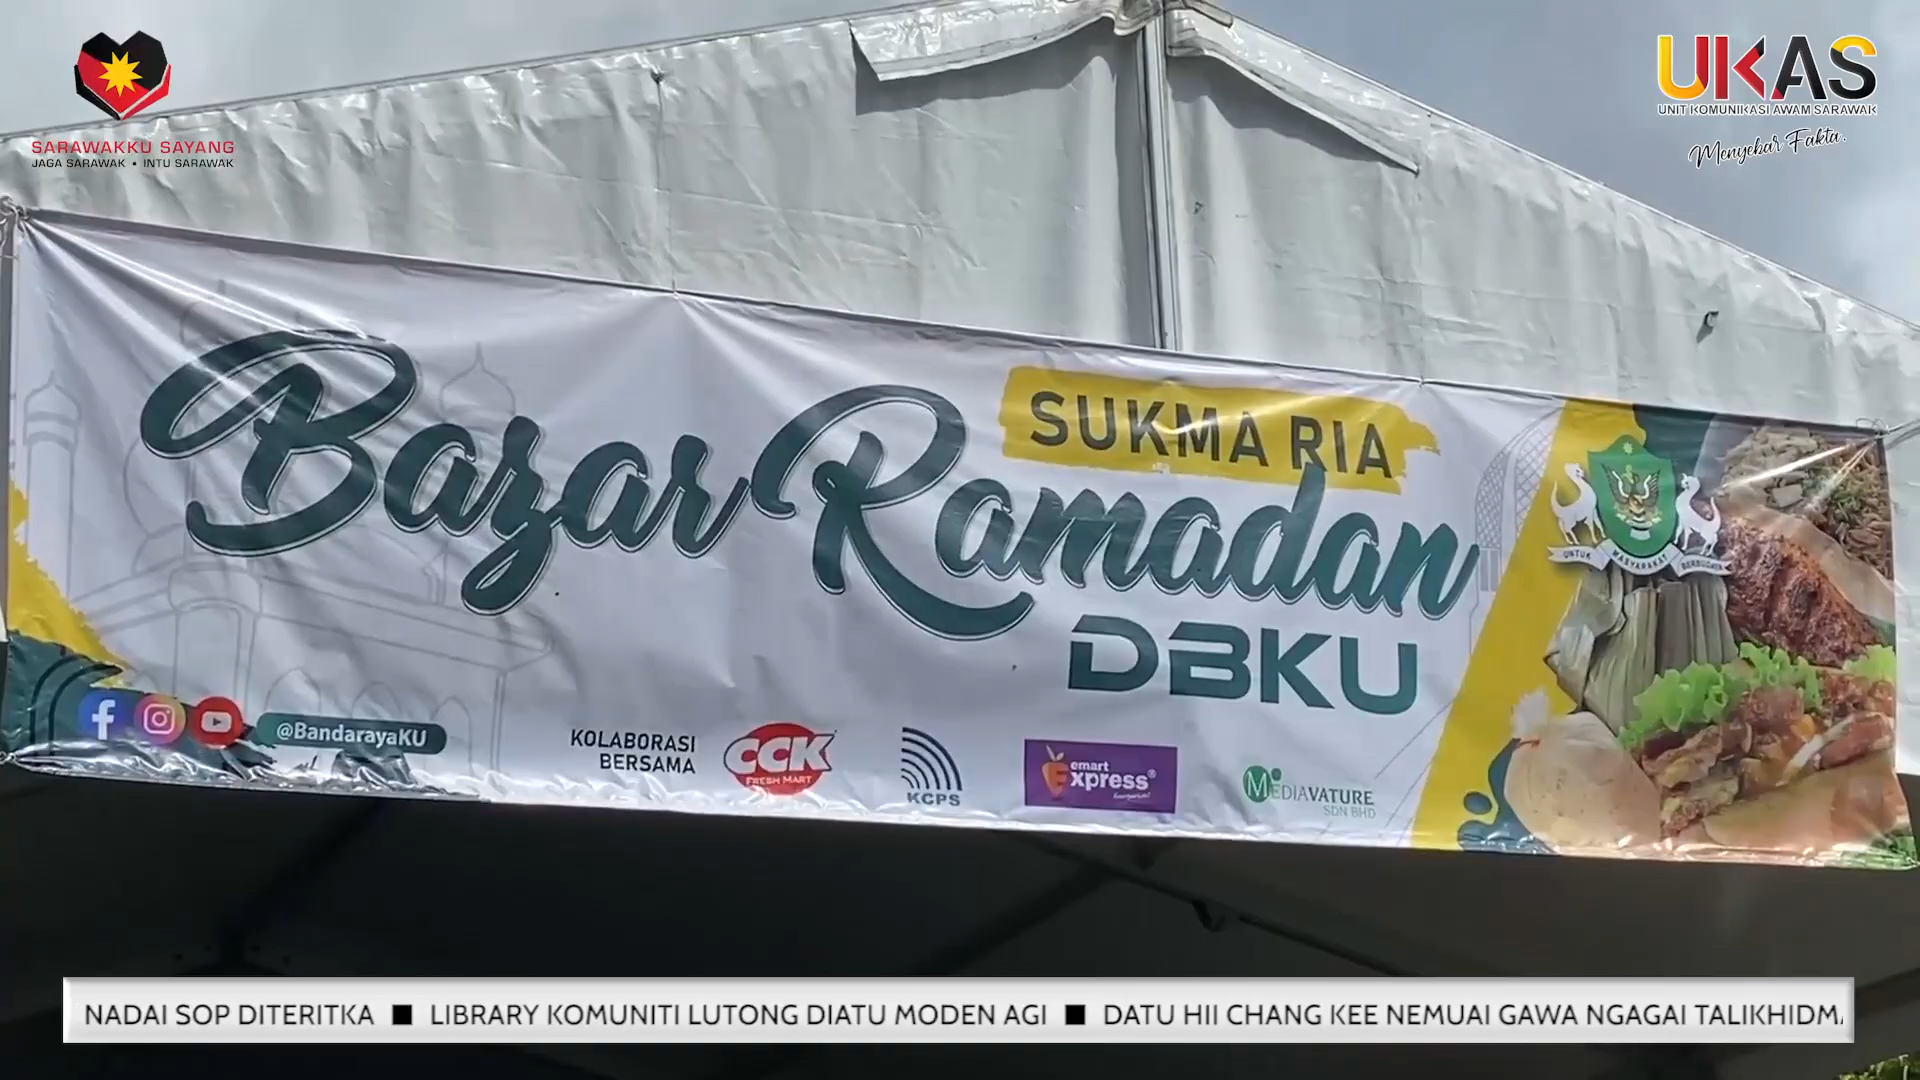 SARAWAKKU SAYANG
JAGA SARAWAK • INTU SARAWAK
UKAS
UNIT KOMUNIKASI AWAM SARAWAK
Menyebar Fakta.
SUKMA RIA
Bazar Ramadan
DBKU
UNTUK MASYARAKAT BERBUDAYA
@BandarayaKU
KOLABORASI
BERSAMA
CCK
FRESH MART
KCPS
emart
Express
MEDIAVATURE
SDN BHD
NADAI SOP DITERITKA ■ LIBRARY KOMUNITI LUTONG DIATU MODEN AGI ■ DATU HII CHANG KEE NEMUAI GAWA NGAGAI TALIKHIDMA